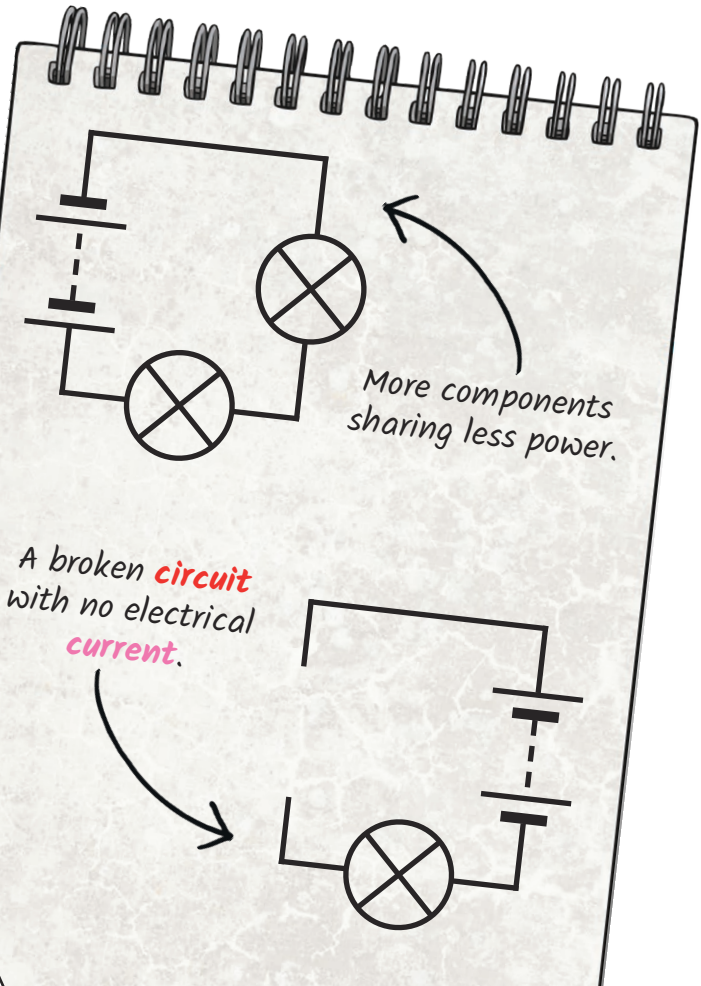 More components
sharing less power.
A broken circuit
with no electrical
current.